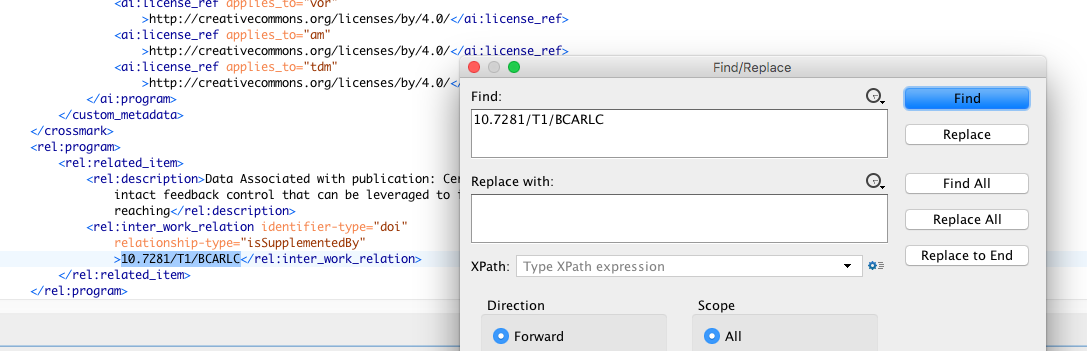 <ai:license_ref applies_to="vor"
>http://creativecommons.org/licenses/by/4.0/</ai:license_ref>
<ai:license_ref applies_to="am"
>http://creativecommons.org/licenses/by/4.0/</ai:license_ref>
<ai:license_ref applies_to="tdm"
>http://creativecommons.org/licenses/by/4.0/</ai:
</ai:program>
</custom_metadata>
</crossmark>
<rel:program>
<rel:related_item>
<rel:description>Data Associated with publication:
intact feedback control that can be leveraged to
reaching</rel:description>
<rel:inter_work_relation identifier-type="doi"
relationship-type="isSupplementedBy"
>10.7281/T1/BCARLC</rel:inter_work_relation>
</rel:related_item>
</rel:program>
Find/Replace
Find:
10.7281/T1/BCARLC
Replace with:
XPath: Type XPath expression
Direction
Forward
Scope
All
Find
Replace
Find All
Replace All
Replace to End